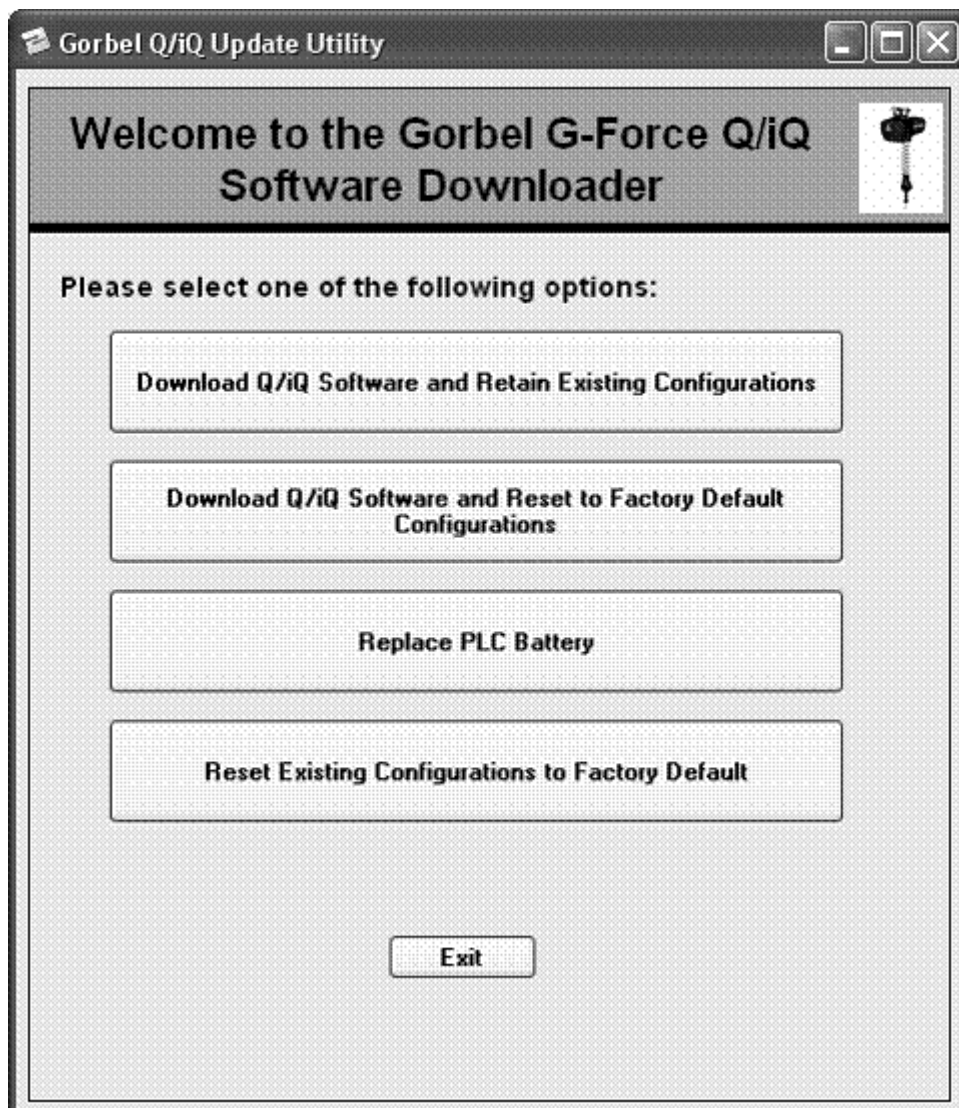 Gorbel Q/iQ Update Utility
Welcome to the Gorbel G-Force Q/iQ
Software Downloader
Please select one of the following options:
Download Q/iQ Software and Retain Existing Configurations
Download Q/iQ Software and Reset to Factory Default
Configurations
Replace PLC Battery
Reset Existing Configurations to Factory Default
Exit